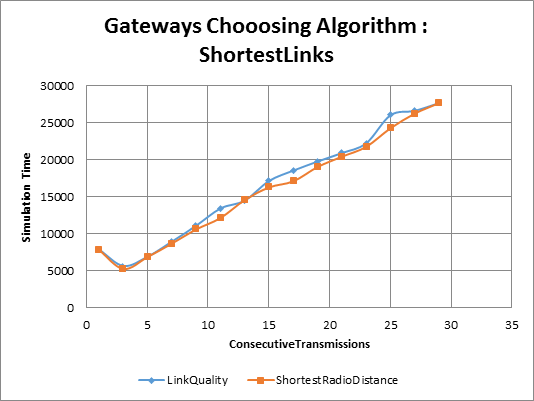 Gateways Chooosing Algorithm :
ShortestLinks
30000
25000
20000
15000
10000
5000
0
Simulation Time
0 5 10 15 20 25 30 35
ConsecutiveTransmissions
LinkQuality ShortestRadioDistance